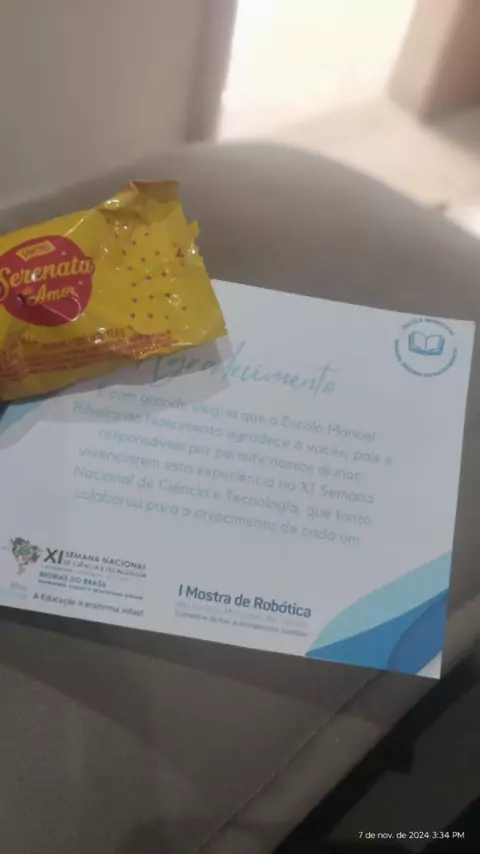 Garoto
Serenata
de Amor
Agradecimento
É com grande alegria que a Escola Manoel
Ribeiro do Nascimento agradece a vocês, pais e
responsáveis por permitir nossos alunos
vivenciarem esta experiência na XI Semana
Nacional de Ciência e Tecnologia, que tanto
colaborou para o crescimento de cada um.
XI SEMANA NACIONAL
DE CIÊNCIA E TECNOLOGIA
BIOMAS DO BRASIL
A Educação transforma vidas!
I Mostra de Robótica
7 de nov. de 2024 3:34 PM